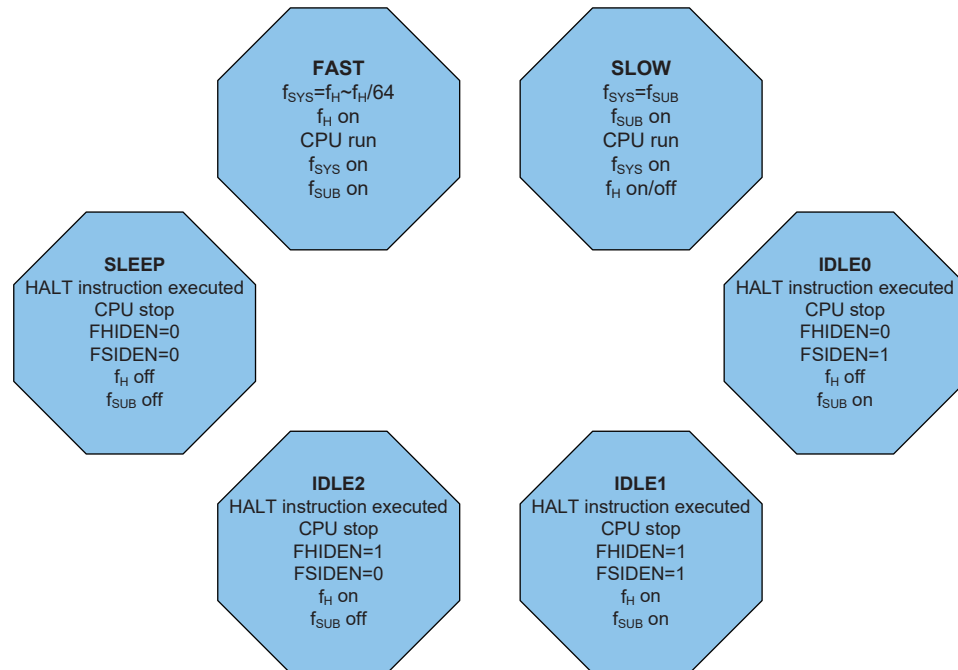 FAST
fSYS=fH~fH/64
fH on
CPU run
fSYS on
fSUB on
SLOW
fSYS=fSUB
fSUB on
CPU run
fSYS on
fH on/off
SLEEP
HALT instruction executed
CPU stop
FHIDEN=0
FSIDEN=0
fH off
fSUB off
IDLE0
HALT instruction executed
CPU stop
FHIDEN=0
FSIDEN=1
fH off
fSUB on
IDLE2
HALT instruction executed
CPU stop
FHIDEN=1
FSIDEN=0
fH on
fSUB off
IDLE1
HALT instruction executed
CPU stop
FHIDEN=1
FSIDEN=1
fH on
fSUB on